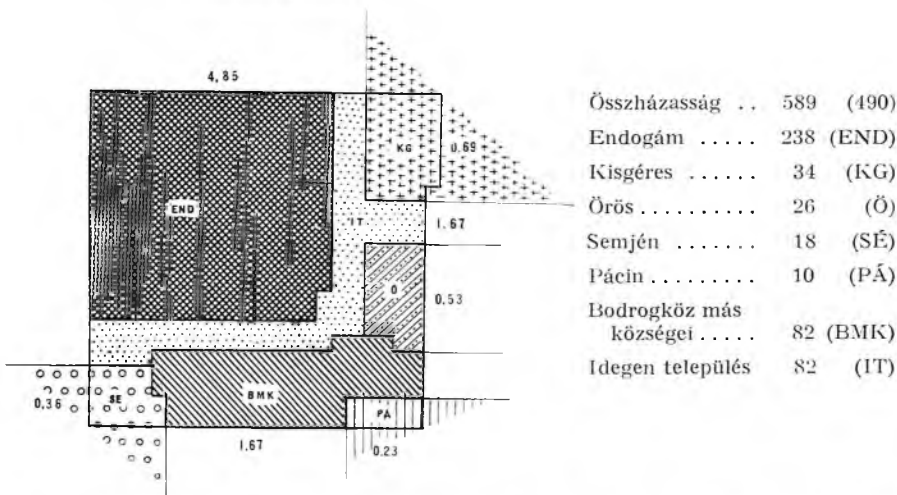 4,85
KG
0.69
END
IT
1.67
Ö
0,53
SE
0,36
BMK
PA
1.67
0.23
Összházasság .. 589 (490)
Endogám ..... 238 (END)
Kisgéres ...... 34 (KG)
Örös ......... 26 (Ö)
Semjén ....... 18 (SÉ)
Pácin ......... 10 (PÁ)
Bodrogköz más
községei ..... 82 (BMK)
Idegen település 82 (IT)